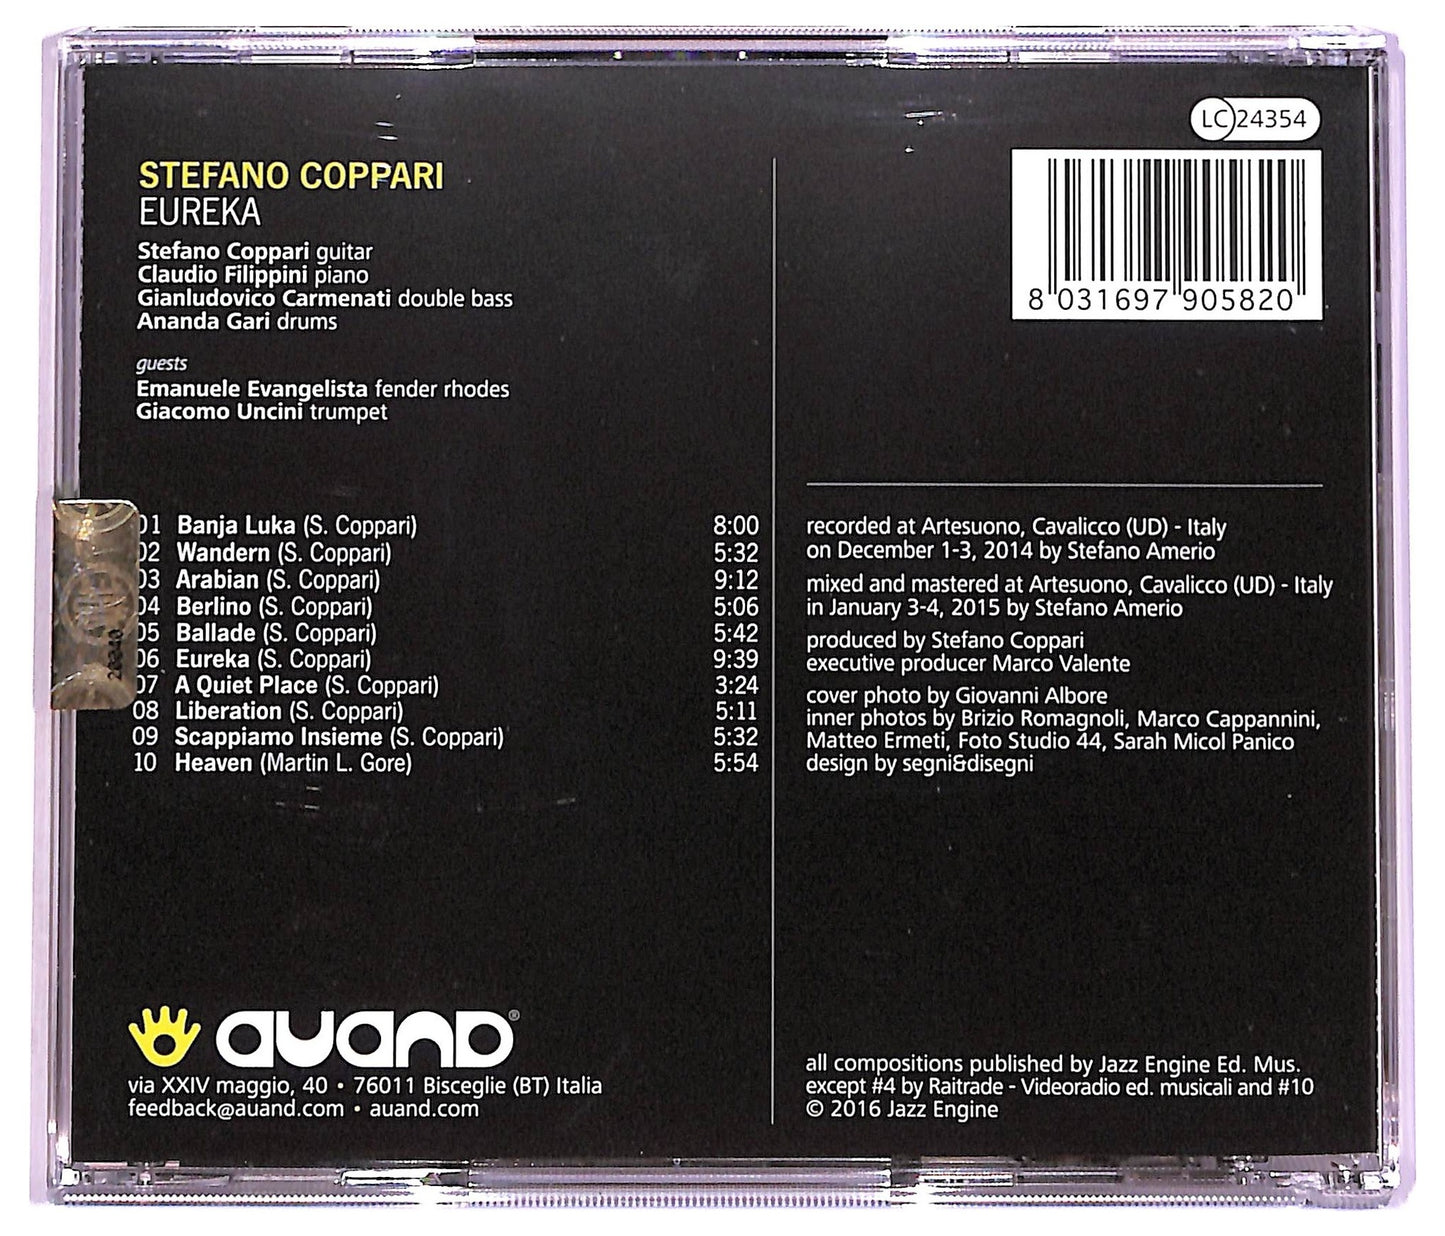 LC 24354
8 031697 905820
STEFANO COPPARI
EUREKA
Stefano Coppari guitar
Claudio Filippini piano
Gianludovico Carmenati double bass
Ananda Gari drums
guests
Emanuele Evangelista fender rhodes
Giacomo Uncini trumpet
01 Banja Luka (S. Coppari) 8:00
02 Wandern (S. Coppari) 5:32
03 Arabian (S. Coppari) 9:12
04 Berlino (S. Coppari) 5:06
05 Ballade (S. Coppari) 5:42
06 Eureka (S. Coppari) 9:39
07 A Quiet Place (S. Coppari) 3:24
08 Liberation (S. Coppari) 5:11
09 Scappiamo Insieme (S. Coppari) 5:32
10 Heaven (Martin L. Gore) 5:54
recorded at Artesuono, Cavalicco (UD) - Italy
on December 1-3, 2014 by Stefano Amerio
mixed and mastered at Artesuono, Cavalicco (UD) - Italy
in January 3-4, 2015 by Stefano Amerio
produced by Stefano Coppari
executive producer Marco Valente
cover photo by Giovanni Albore
inner photos by Brizio Romagnoli, Marco Cappannini,
Matteo Ermeti, Foto Studio 44, Sarah Micol Panico
design by segni&disegni
AUAND®
via XXIV maggio, 40 • 76011 Bisceglie (BT) Italia
feedback@auand.com • auand.com
all compositions published by Jazz Engine Ed. Mus.
except #4 by Raitrade - Videoradio ed. musicali and #10
© 2016 Jazz Engine